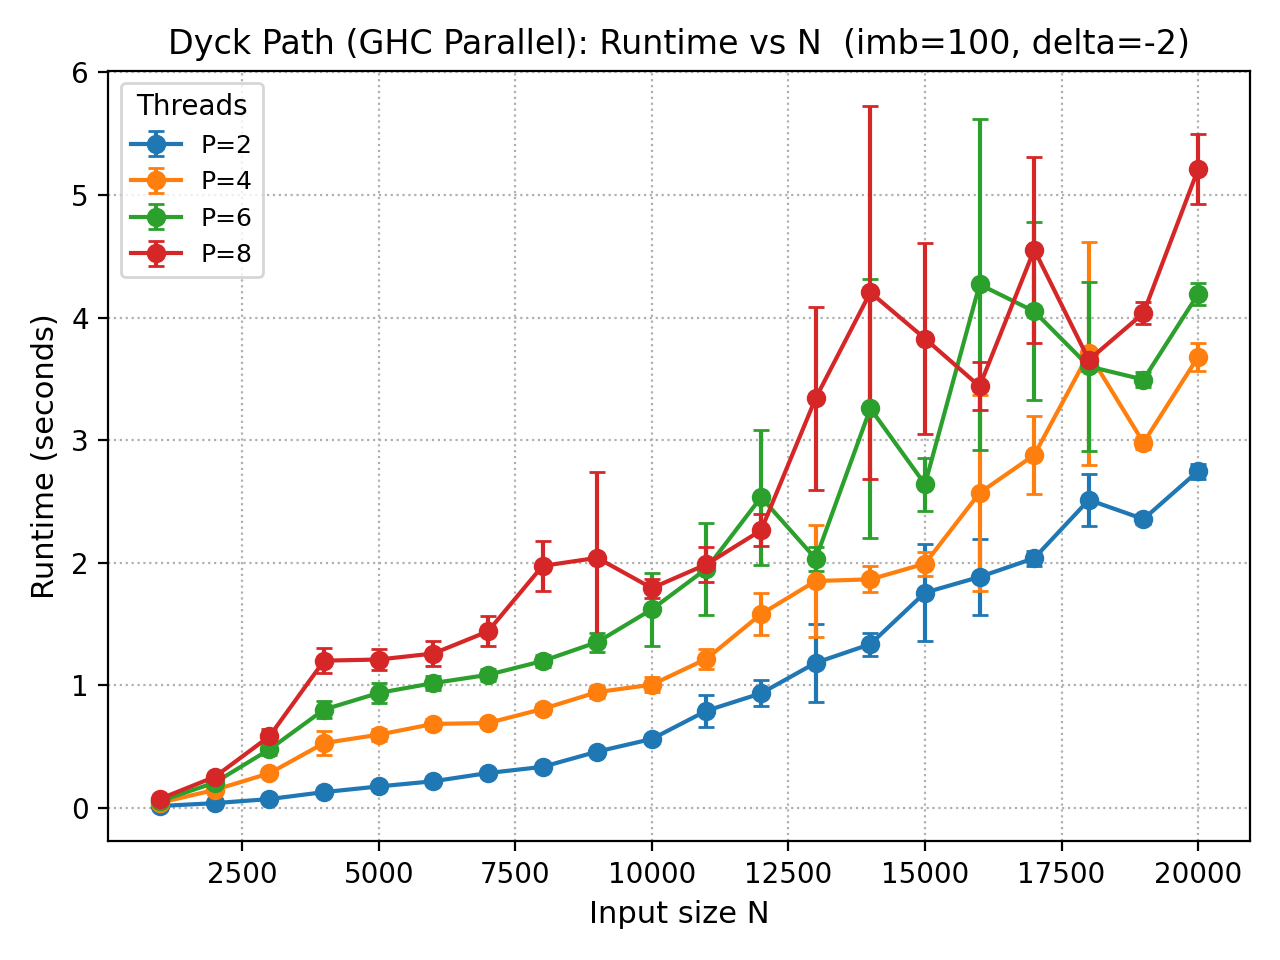 Dyck Path (GHC Parallel): Runtime vs N  (imb=100, delta=-2)
Threads
P=2
P=4
P=6
P=8
Runtime (seconds)
6
5
4
3
2
1
0
2500 5000 7500 10000 12500 15000 17500 20000
Input size N